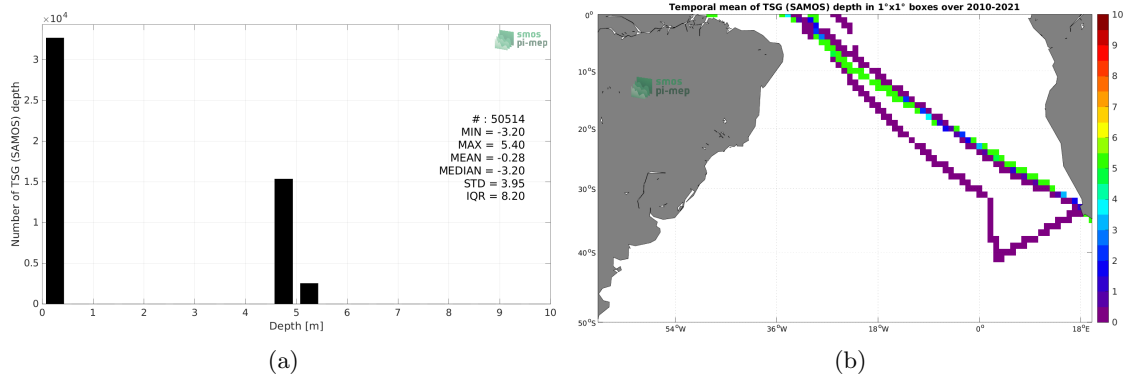 ×10⁴
3.5
3
2.5
2
1.5
1
0.5
0
Number of TSG (SAMOS) depth
0 1 2 3 4 5 6 7 8 9 10
Depth [m]
smos
pi-mep
# : 50514
MIN = -3.20
MAX = 5.40
MEAN = -0.28
MEDIAN = -3.20
STD = 3.95
IQR = 8.20
(a)
Temporal mean of TSG (SAMOS) depth in 1°x1° boxes over 2010-2021
0°
10°S
20°S
30°S
40°S
50°S
54°W 36°W 18°W 0° 18°E
smos
pi-mep
10
9
8
7
6
5
4
3
2
1
0
(b)